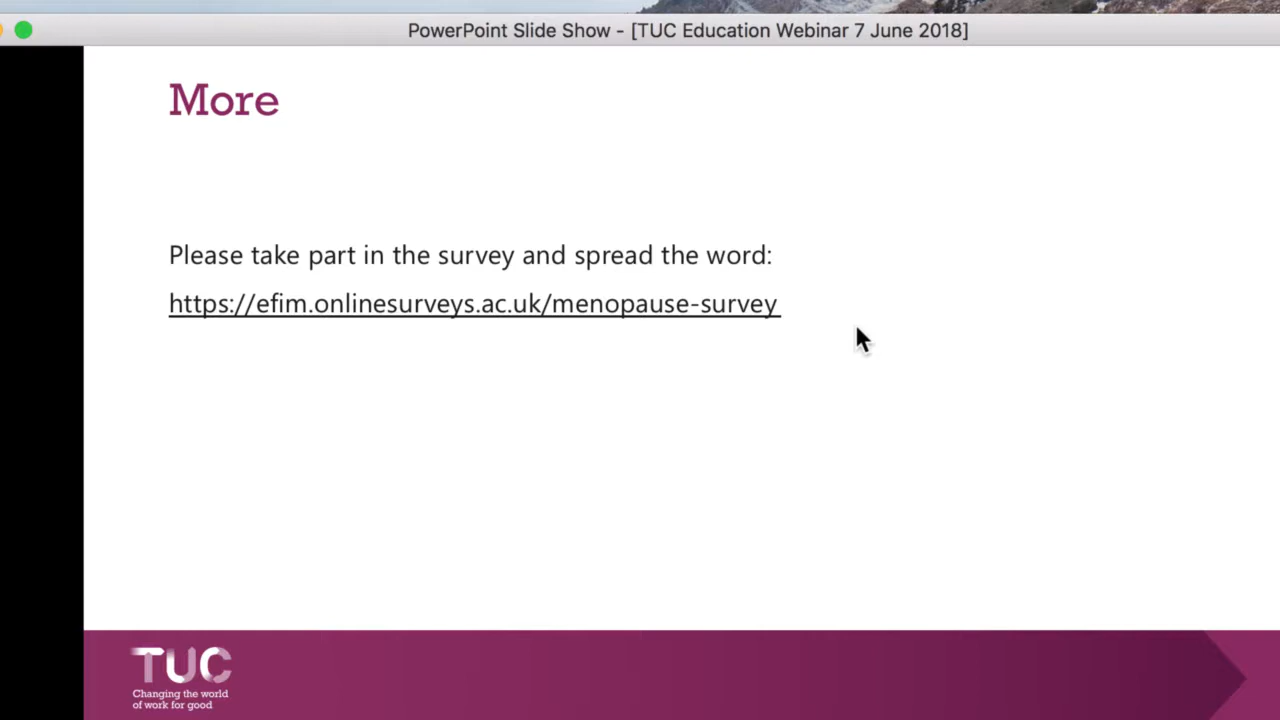 PowerPoint Slide Show - [TUC Education Webinar 7 June 2018]
More
Please take part in the survey and spread the word:
https://efim.onlinesurveys.ac.uk/menopause-survey
TUC
Changing the world
of work for good